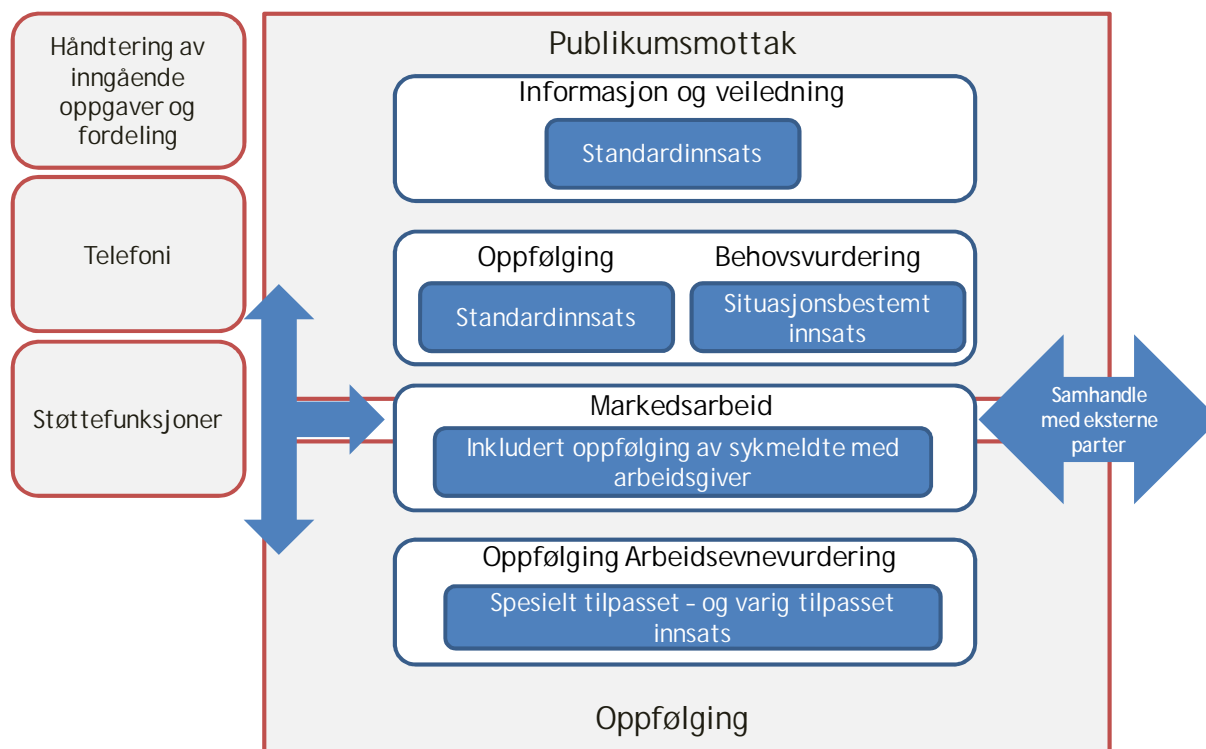 Håndtering av
inngående
oppgaver og
fordeling
Telefoni
Støttefunksjoner
Publikumsmottak
Informasjon og veiledning
Standardinnsats
Oppfølging
Standardinnsats
Behovsvurdering
Situasjonsbestemt
innsats
Markedsarbeid
Inkludert oppfølging av sykmeldte med
arbeidsgiver
Oppfølging Arbeidsevnevurdering
Spesielt tilpasset – og varig tilpasset
innsats
Oppfølging
Samhandle
med eksterne
parter